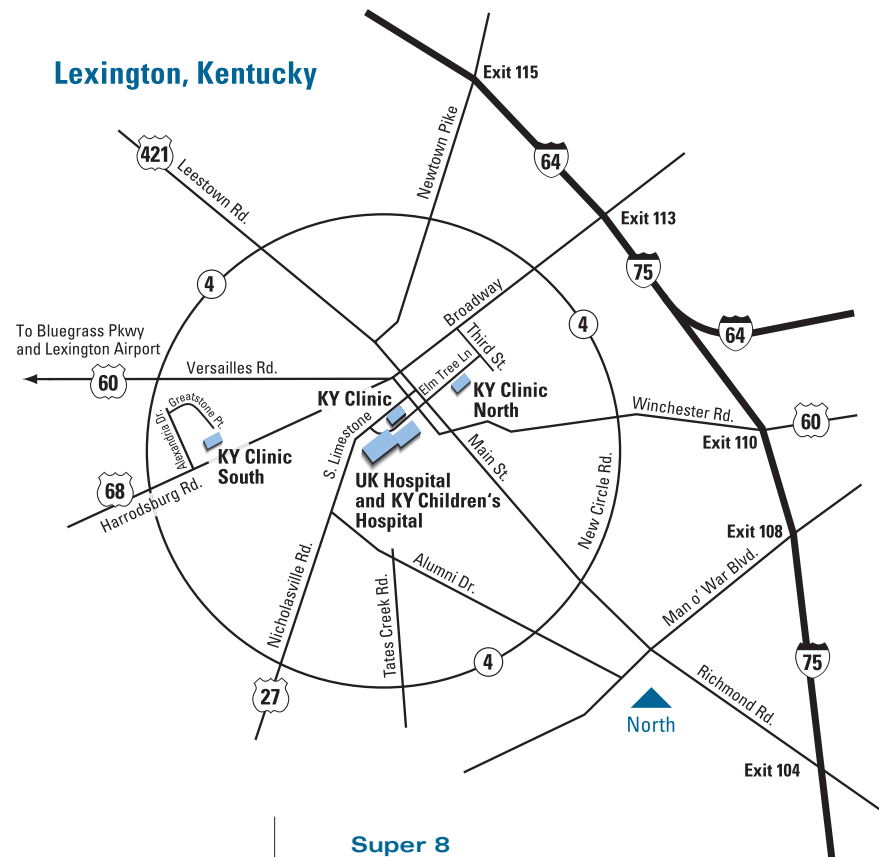 Lexington, Kentucky
Exit 115
Newtown Pike
421
Leestown Rd.
64
Exit 113
75
4
Broadway
4
64
To Bluegrass Pkwy
and Lexington Airport
Versailles Rd.
60
Third St.
Elm Tree Ln
KY Clinic
KY Clinic
North
Winchester Rd.
60
Exit 110
Greatstone Pt.
Alexandria Dr.
KY Clinic
South
S. Limestone
Main St.
68
Harrodsburg Rd.
UK Hospital
and KY Children's
Hospital
New Circle Rd.
Exit 108
Man o' War Blvd.
Nicholasville Rd.
Alumni Dr.
Tates Creek Rd.
4
75
27
Richmond Rd.
North
Exit 104
Super 8